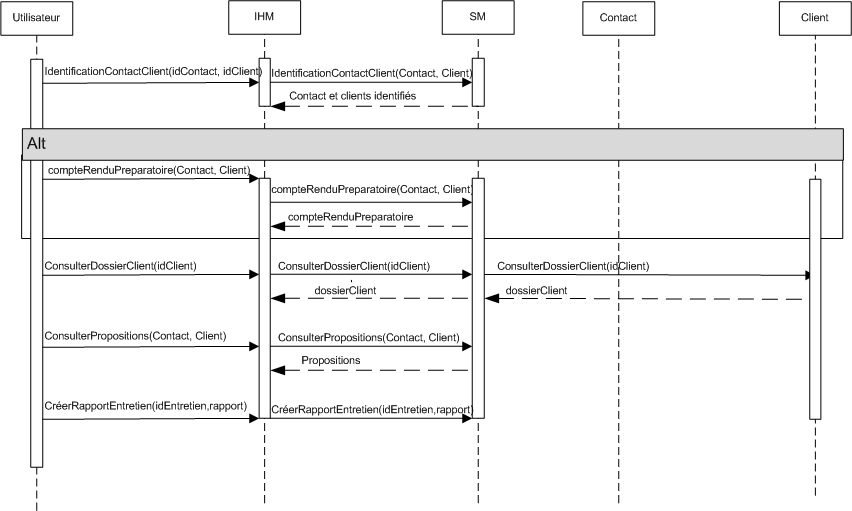 Utilisateur
IHM
SM
Contact
Client
IdentificationContactClient(idContact, idClient)
IdentificationContactClient(Contact, Client)
Contact et clients identifiés
Alt
compteRenduPreparatoire(Contact, Client)
compteRenduPreparatoire(Contact, Client)
compteRenduPreparatoire
ConsulterDossierClient(idClient)
ConsulterDossierClient(idClient)
ConsulterDossierClient(idClient)
dossierClient
dossierClient
ConsulterPropositions(Contact, Client)
ConsulterPropositions(Contact, Client)
Propositions
CréerRapportEntretien(idEntretien,rapport)
CréerRapportEntretien(idEntretien,rapport)